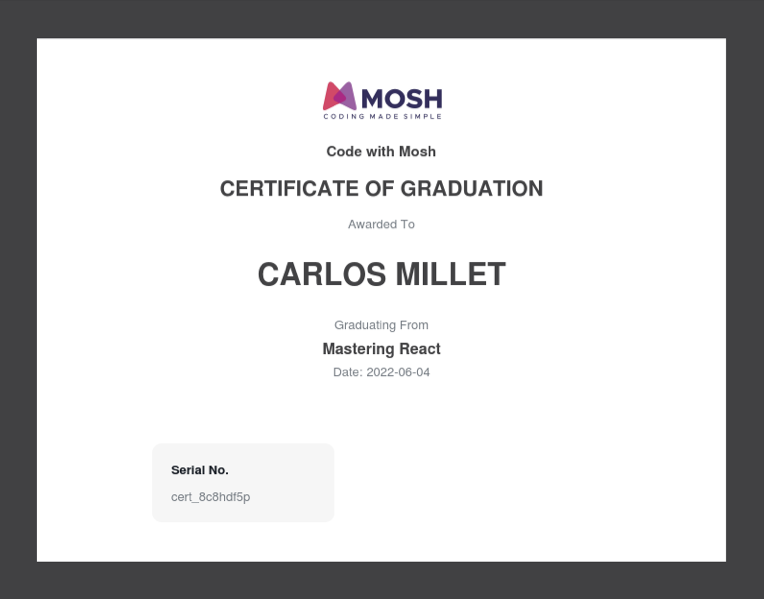 MOSH
CODING MADE SIMPLE
Code with Mosh
CERTIFICATE OF GRADUATION
Awarded To
CARLOS MILLET
Graduating From
Mastering React
Date: 2022-06-04
Serial No.
cert_8c8hdf5p